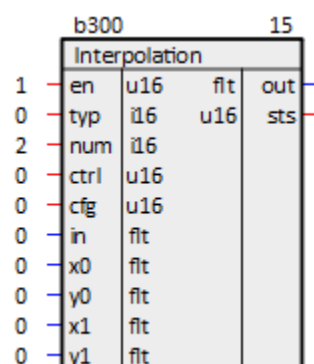 b300 15
Interpolation
1 en u16 flt out
0 typ i16 u16 sts
2 num i16
0 ctrl u16
0 cfg u16
0 in flt
0 x0 flt
0 y0 flt
0 x1 flt
0 y1 flt